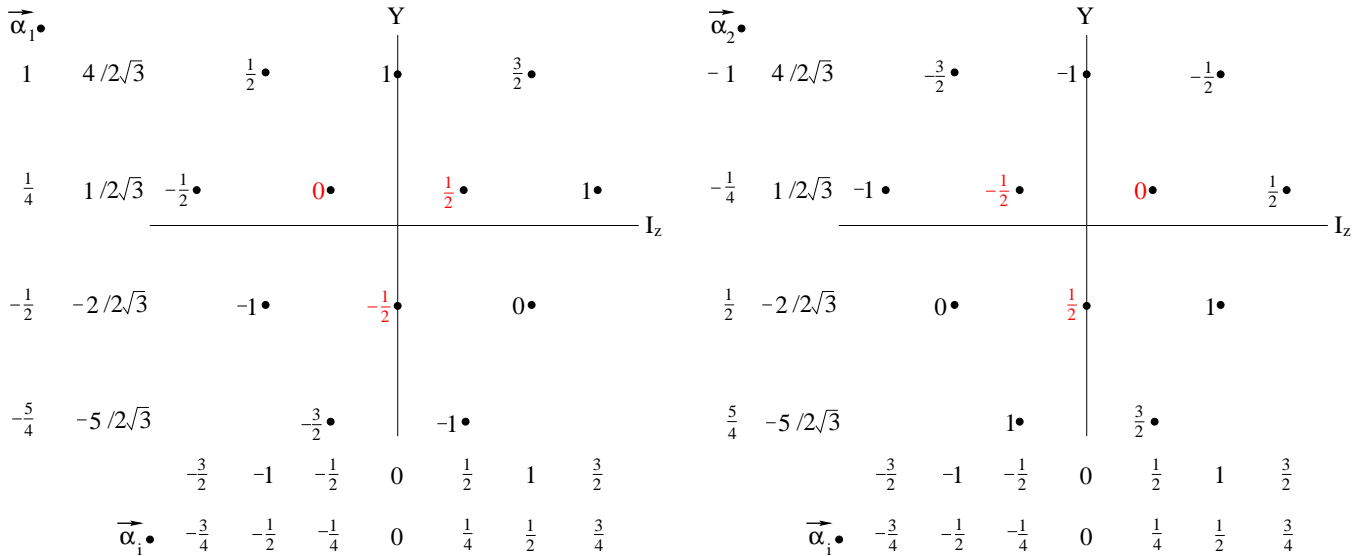 α⃗₁• Y α⃗₂• Y
1 4/2√3 1/2 1 3/2 -1 4/2√3 -3/2 -1 -1/2
1/4 1/2√3 -1/2 0 1/2 1 -1/4 1/2√3 -1 -1/2 0 1/2
I_z I_z
-1/2 -2/2√3 -1 -1/2 0 1/2 -2/2√3 0 1/2 1
-5/4 -5/2√3 -3/2 -1 5/4 -5/2√3 1 3/2
-3/2 -1 -1/2 0 1/2 1 3/2 -3/2 -1 -1/2 0 1/2 1 3/2
α⃗ᵢ• -3/4 -1/2 -1/4 0 1/4 1/2 3/4 α⃗ᵢ• -3/4 -1/2 -1/4 0 1/4 1/2 3/4